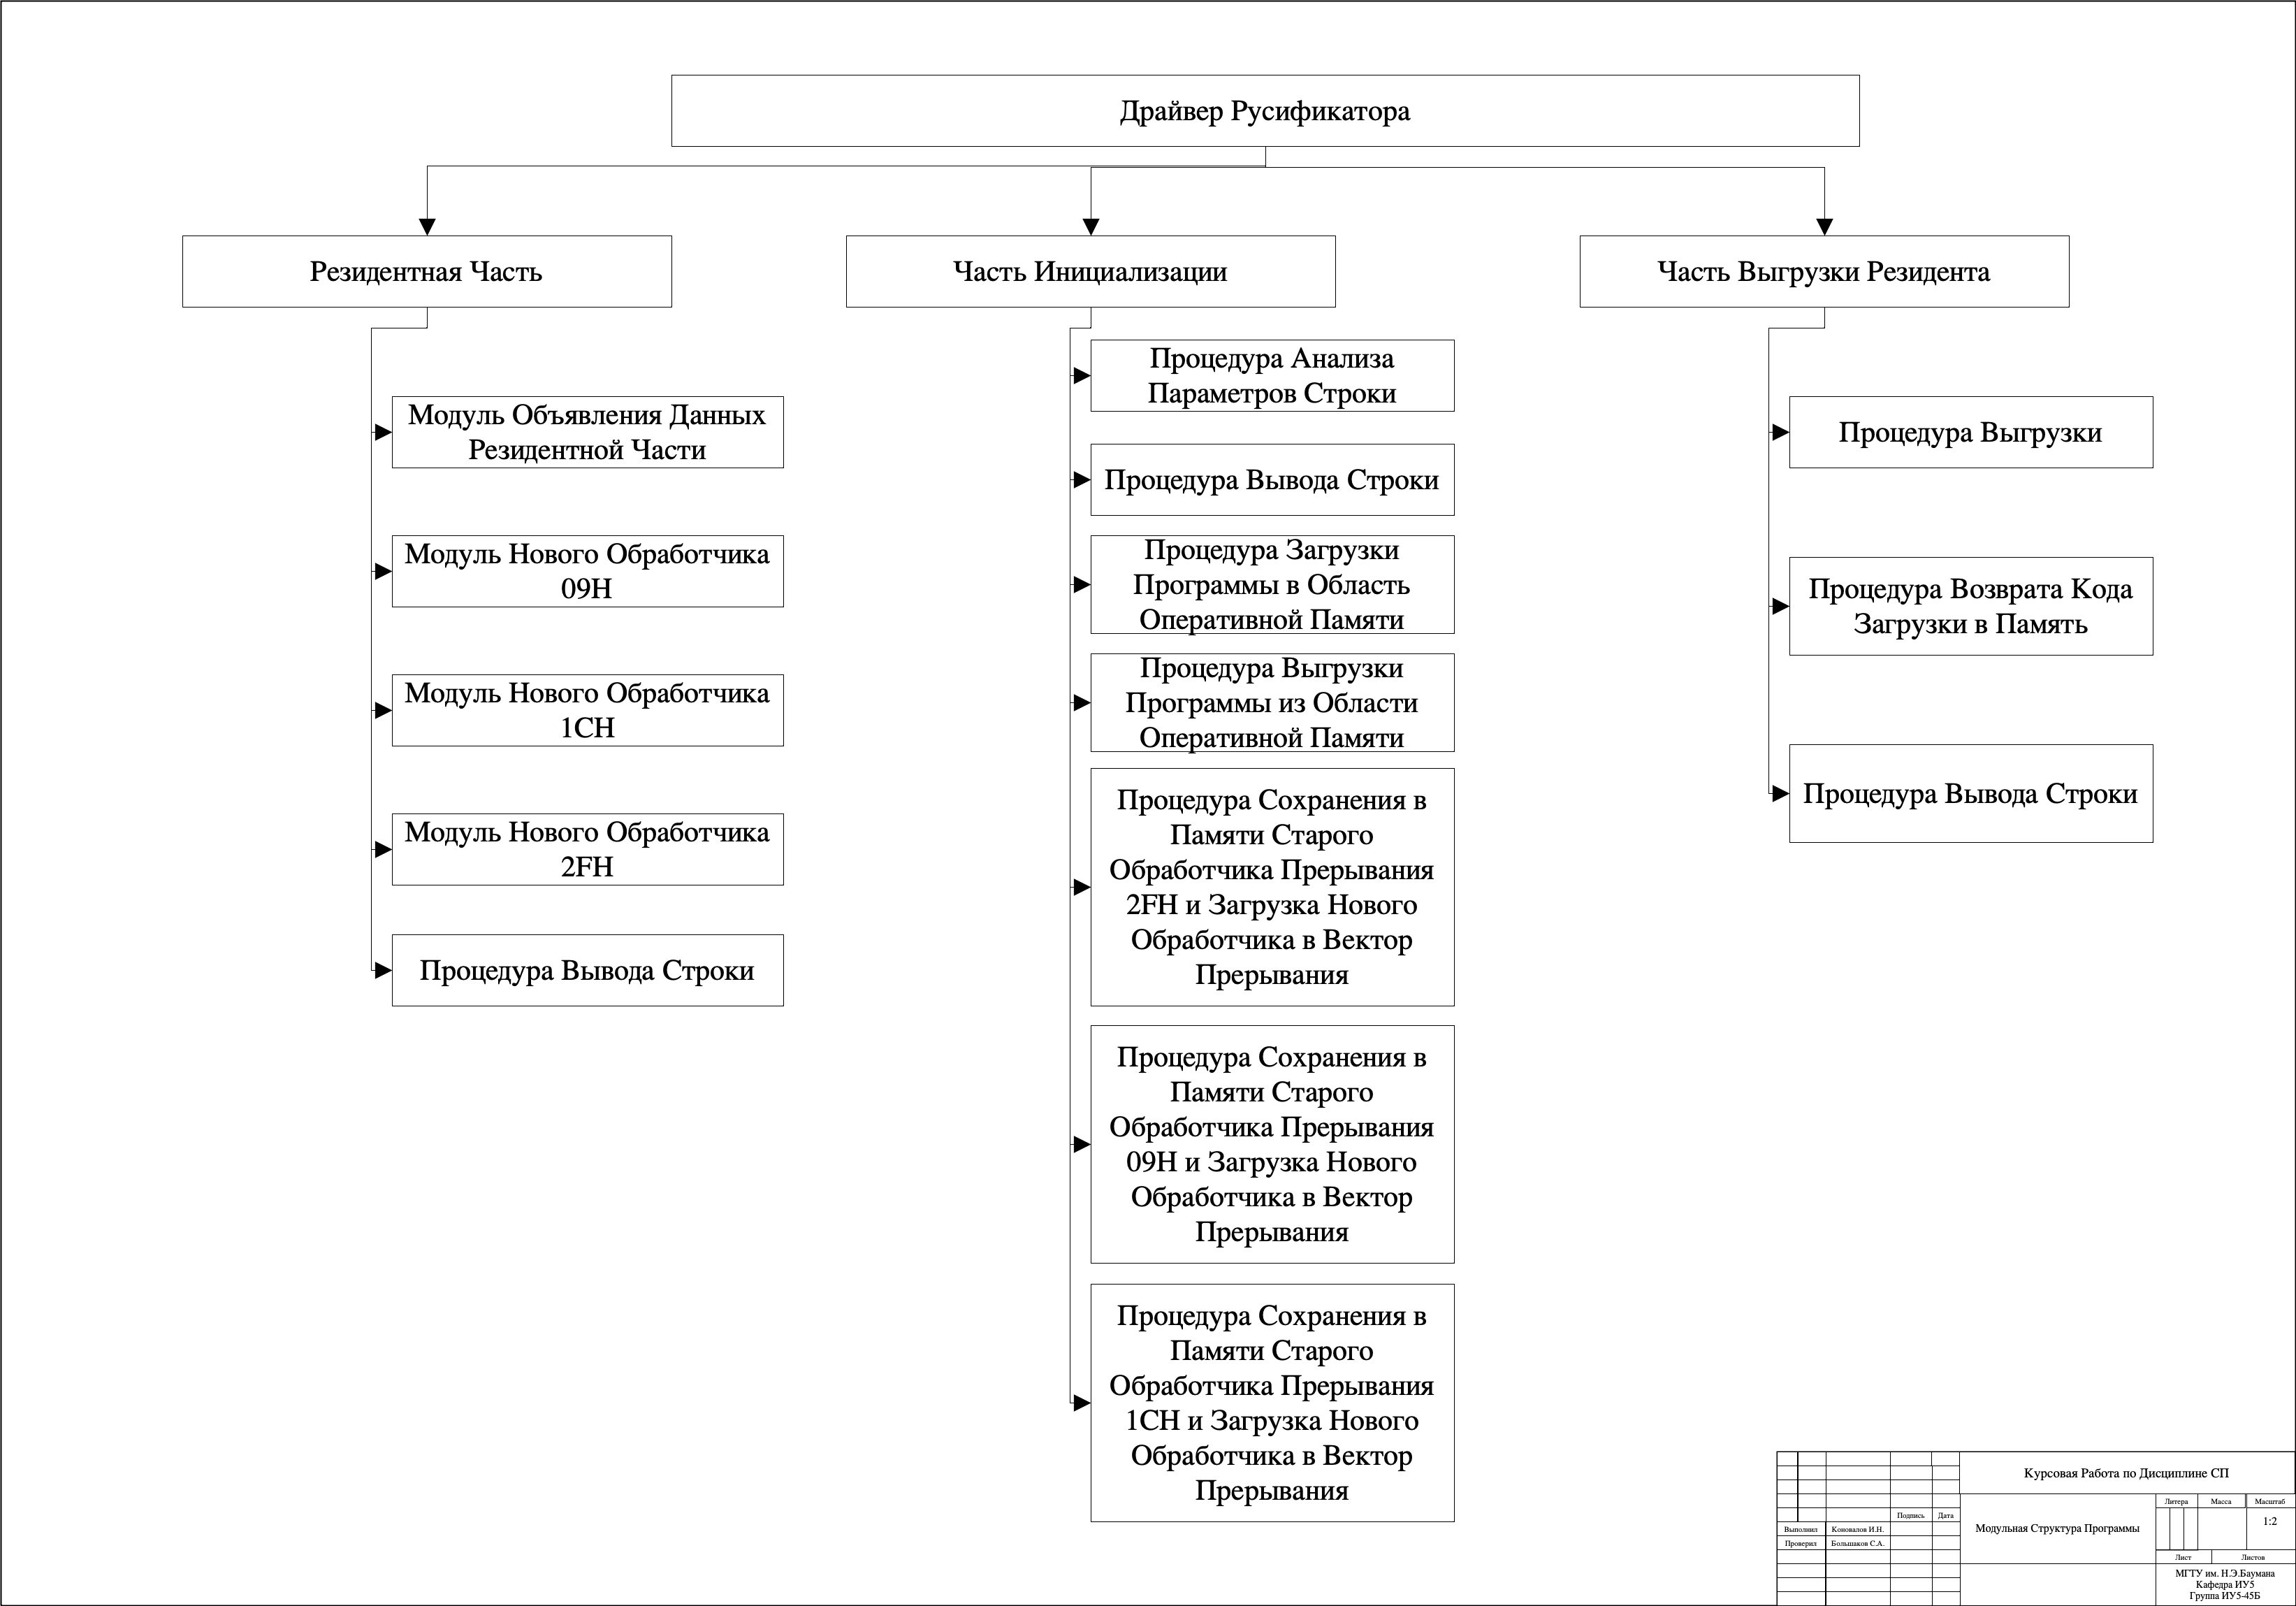 Драйвер Русификатора
Резидентная Часть
Модуль Объявления Данных
Резидентной Части
Модуль Нового Обработчика
09H
Модуль Нового Обработчика
1CH
Модуль Нового Обработчика
2FH
Процедура Вывода Строки
Часть Инициализации
Процедура Анализа
Параметров Строки
Процедура Вывода Строки
Процедура Загрузки
Программы в Область
Оперативной Памяти
Процедура Выгрузки
Программы из Области
Оперативной Памяти
Процедура Сохранения в
Памяти Старого
Обработчика Прерывания
2FH и Загрузка Нового
Обработчика в Вектор
Прерывания
Процедура Сохранения в
Памяти Старого
Обработчика Прерывания
09H и Загрузка Нового
Обработчика в Вектор
Прерывания
Процедура Сохранения в
Памяти Старого
Обработчика Прерывания
1CH и Загрузка Нового
Обработчика в Вектор
Прерывания
Часть Выгрузки Резидента
Процедура Выгрузки
Процедура Возврата Кода
Загрузки в Память
Процедура Вывода Строки
Курсовая Работа по Дисциплине СП
Литера Масса Масштаб
Подпись Дата
Модульная Структура Программы
1:2
Выполнил Коновалов И.Н.
Проверил Большаков С.А.
Лист Листов
МГТУ им. Н.Э.Баумана
Кафедра ИУ5
Группа ИУ5-45Б